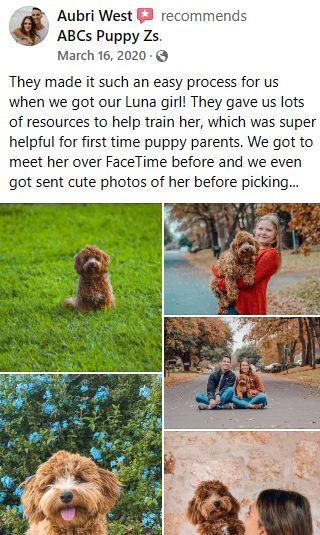 Aubri West recommends
ABCs Puppy Zs.
March 16, 2020 ·
They made it such an easy process for us
when we got our Luna girl! They gave us lots
of resources to help train her, which was super
helpful for first time puppy parents. We got to
meet her over FaceTime before and we even
got sent cute photos of her before picking...